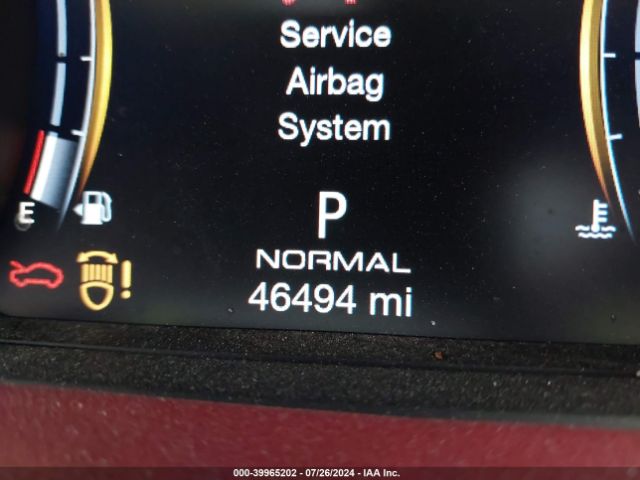 Service
Airbag
System
P
E
NORMAL
46494 mi
000-39965202 - 07/26/2024 - IAA Inc.